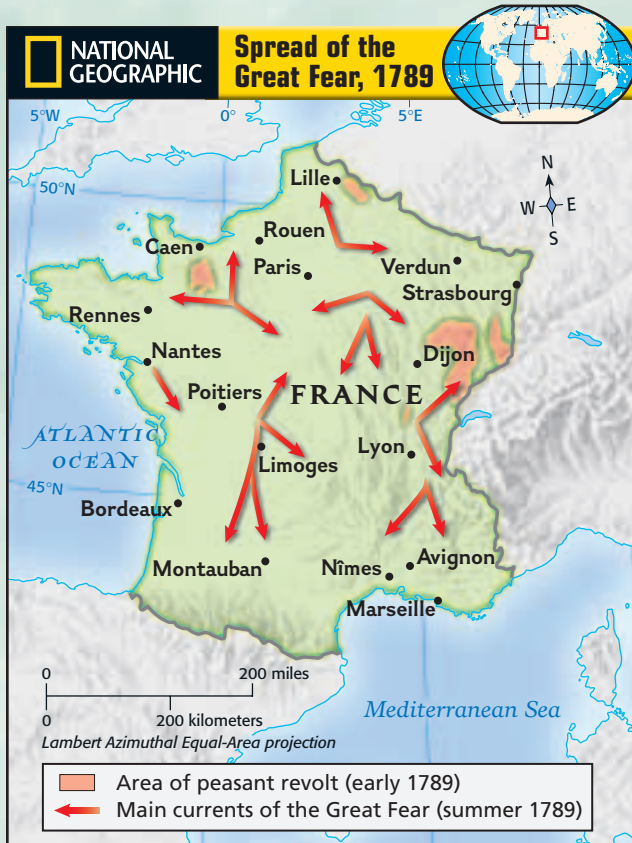 NATIONAL
GEOGRAPHIC
Spread of the
Great Fear, 1789
5°W
0°
5°E
50°N
N
W
E
S
Lille
Caen
Rouen
Paris
Verdun
Strasbourg
Rennes
Nantes
Dijon
Poitiers
FRANCE
ATLANTIC
OCEAN
Limoges
Lyon
45°N
Bordeaux
Montauban
Nîmes
Avignon
Marseille
0
200 miles
0
200 kilometers
Mediterranean Sea
Lambert Azimuthal Equal-Area projection
Area of peasant revolt (early 1789)
Main currents of the Great Fear (summer 1789)